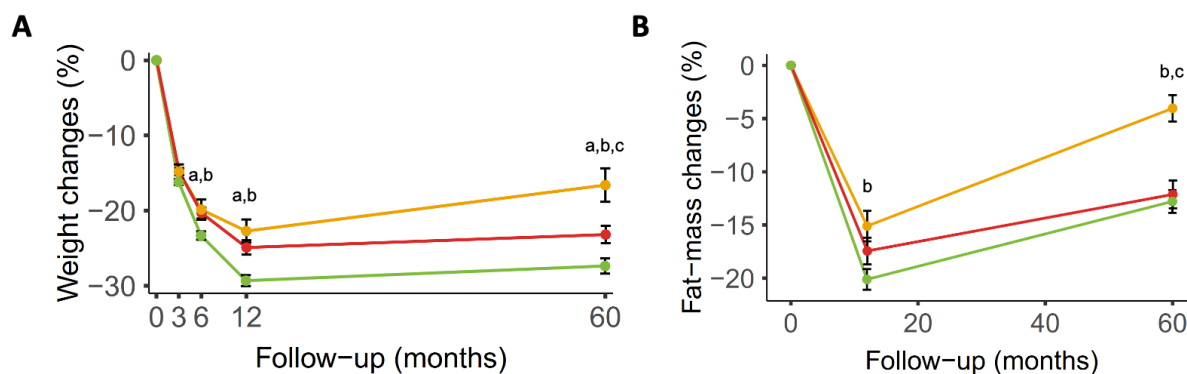 A
Weight changes (%)
0
−10
−20
−30
a,b
a,b
a,b,c
0 3 6 12 60
Follow−up (months)
B
Fat−mass changes (%)
0
−5
−10
−15
−20
b
b,c
0 20 40 60
Follow−up (months)